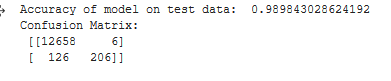 Accuracy of model on test data:  0.989843028624192
Confusion Matrix:
[[12658     6]
[  126   206]]